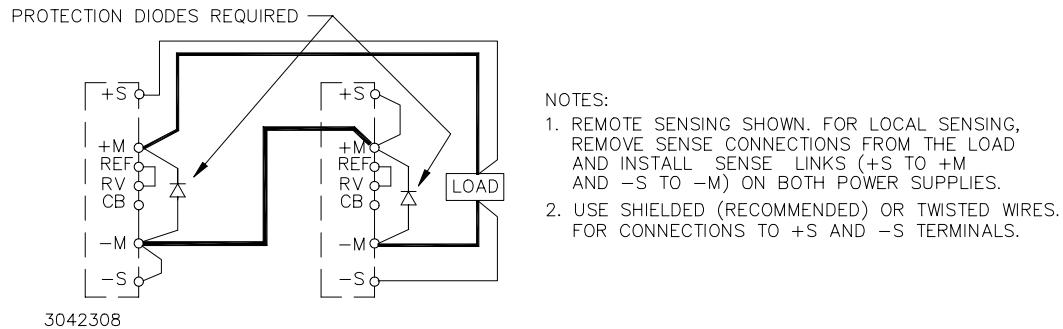 PROTECTION DIODES REQUIRED
+S
+M
REF
RV
CB
−M
−S
+S
+M
REF
RV
CB
−M
−S
LOAD
3042308
NOTES:
1. REMOTE SENSING SHOWN. FOR LOCAL SENSING,
REMOVE SENSE CONNECTIONS FROM THE LOAD
AND INSTALL SENSE LINKS (+S TO +M
AND −S TO −M) ON BOTH POWER SUPPLIES.
2. USE SHIELDED (RECOMMENDED) OR TWISTED WIRES.
FOR CONNECTIONS TO +S AND −S TERMINALS.